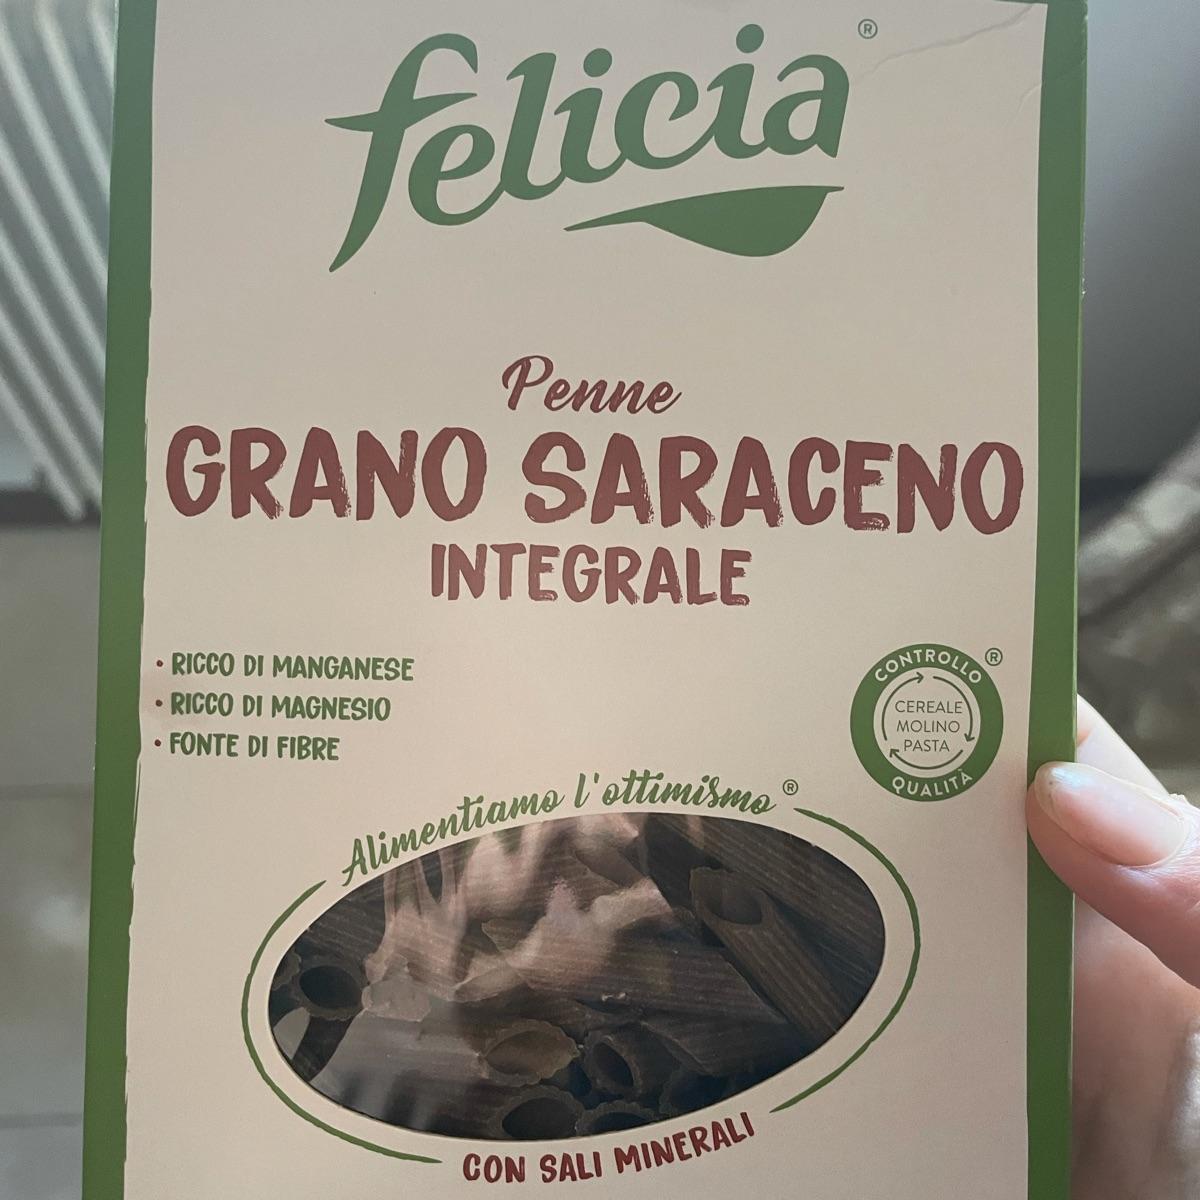 felicia®
Penne
GRANO SARACENO
INTEGRALE
• RICCO DI MANGANESE
• RICCO DI MAGNESIO
• FONTE DI FIBRE
CONTROLLO ®
CEREALE
MOLINO
PASTA
QUALITÀ
Alimentiamo l'ottimismo®
CON SALI MINERALI